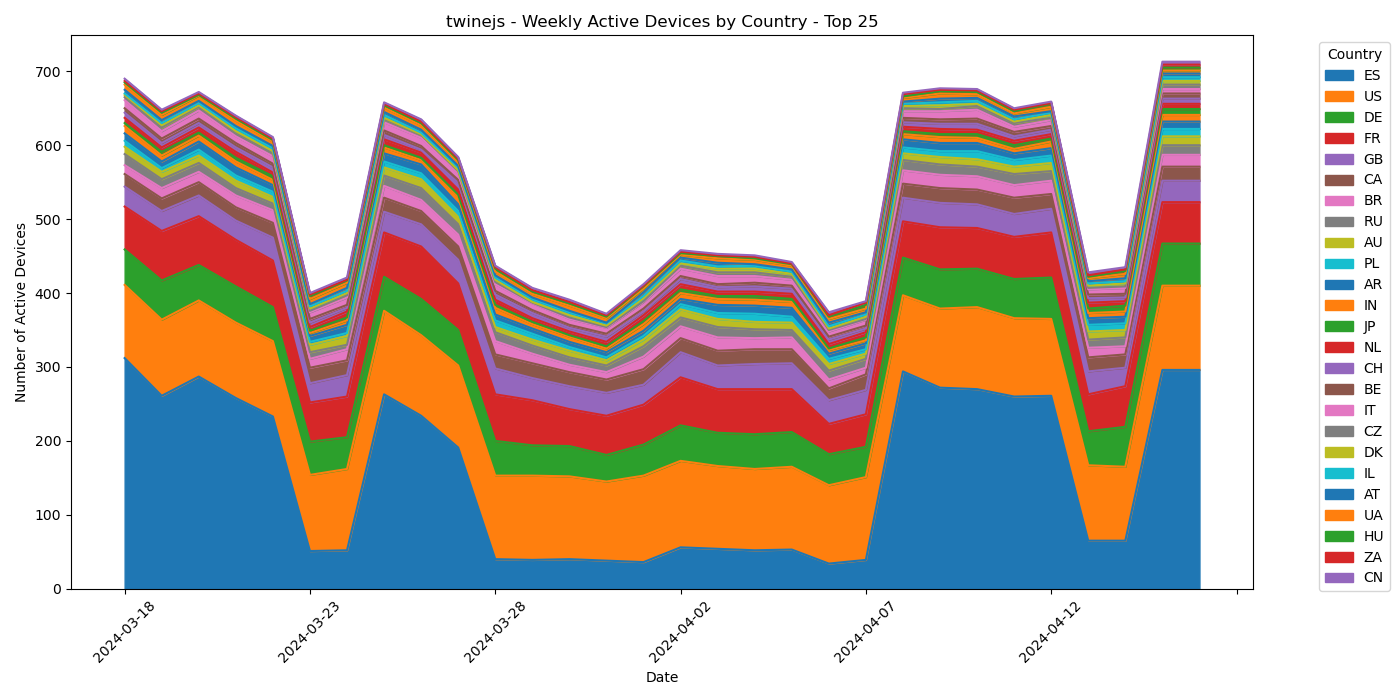 twinejs - Weekly Active Devices by Country - Top 25
Number of Active Devices
700
600
500
400
300
200
100
0
2024-03-18
2024-03-23
2024-03-28
2024-04-02
2024-04-07
2024-04-12
Date
Country
ES
US
DE
FR
GB
CA
BR
RU
AU
PL
AR
IN
JP
NL
CH
BE
IT
CZ
DK
IL
AT
UA
HU
ZA
CN